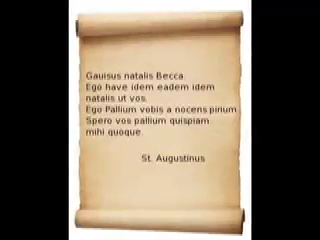 Gauisus natalis Becca.
Ego have idem eadem idem
natalis ut vos.
Ego Pallium vobis a nocens pinum
Spero vos pallium quispiam
mihi quoque.
St. Augustinus